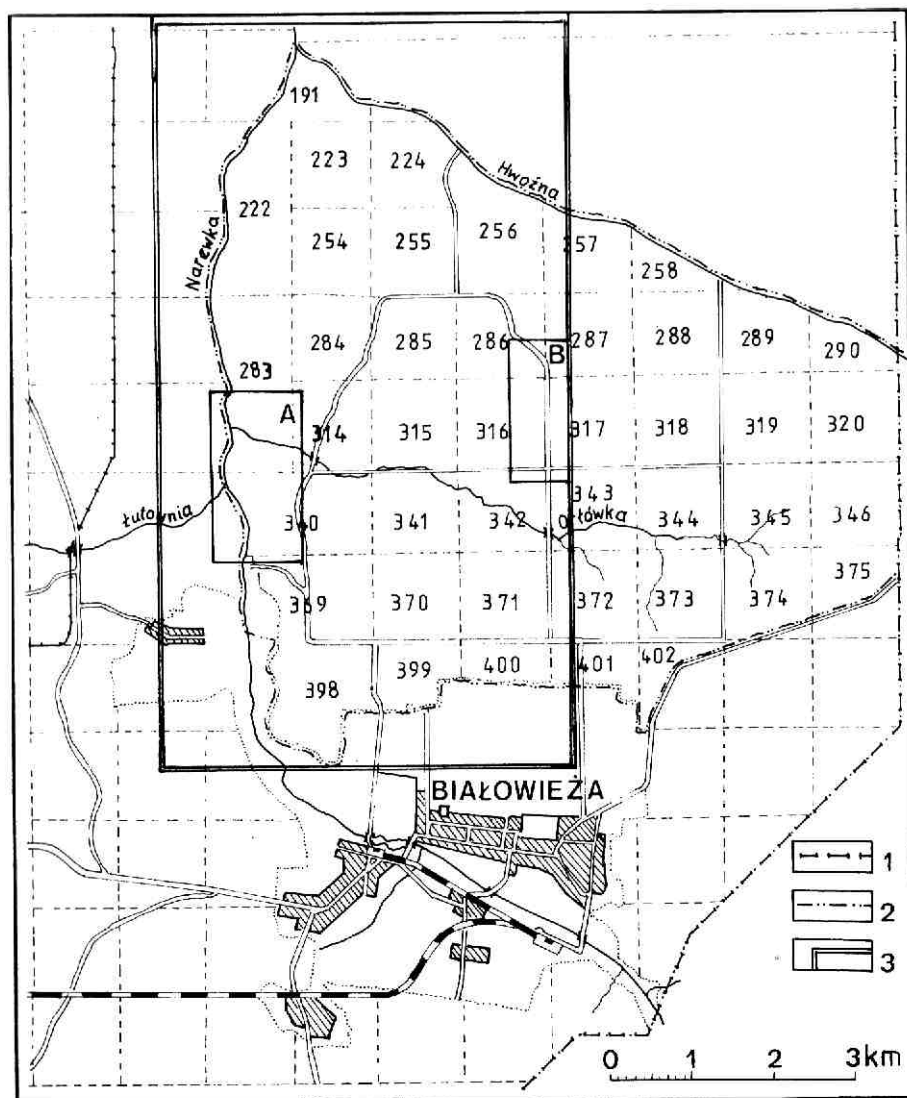 191
223 224
Hwoźna
222
254 255 256 257
Narewka
258
284 285 286 287 288 289 290
B
283
A
314 315 316 317 318 319 320
343
Łutownia
340 341 342 Orłówka 344 345 346
375
369 370 371 372 373 374
399 400 401 402
398
BIAŁOWIEŻA
1
2
3
0 1 2 3km